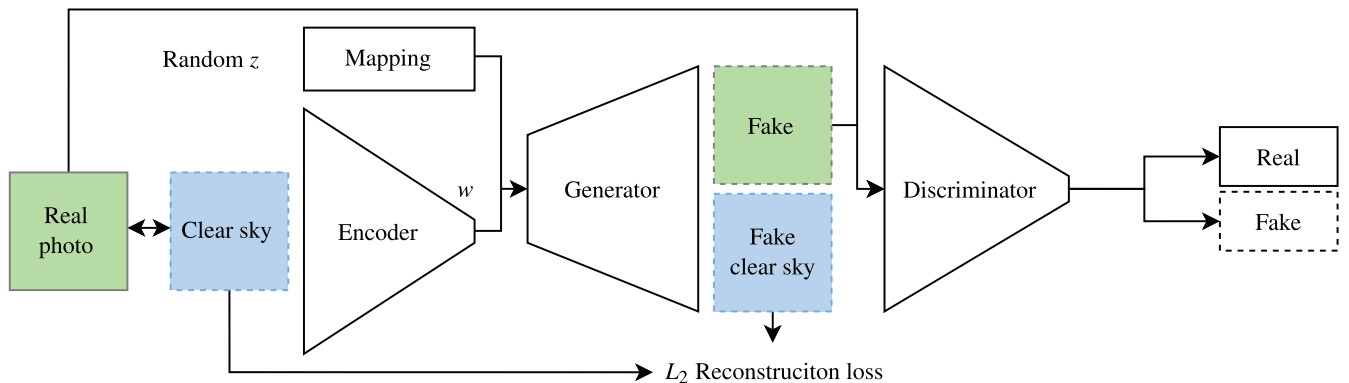 Random z
Mapping
Real
photo
Clear sky
Encoder
w
Generator
Fake
Fake
clear sky
Discriminator
Real
Fake
L₂ Reconstruciton loss